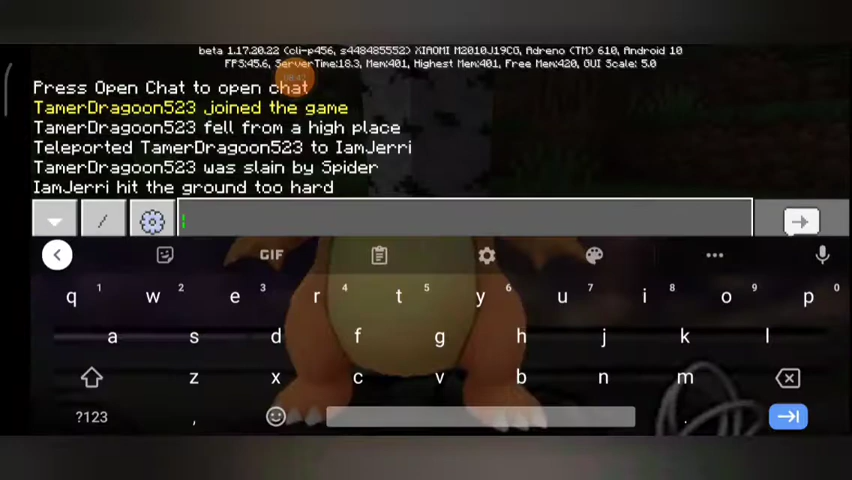 beta 1.17.20.22 (cli-p456, s448485552) XIAOMI M2010J19CG, Adreno (TM) 610, Android 10
FPS:45.6, ServerTime:18.3, Mem:401, Highest Mem:401, Free Mem:420, GUI Scale: 5.0
Press Open Chat to open chat
TamerDragoon523 joined the game
TamerDragoon523 fell from a high place
Teleported TamerDragoon523 to IamJerri
TamerDragoon523 was slain by Spider
IamJerri hit the ground too hard
/
GIF
q 1 w 2 e 3 r 4 t 5 y 6 u 7 i 8 o 9 p 0
a s d f g h j k l
z x c v b n m
?123 , .